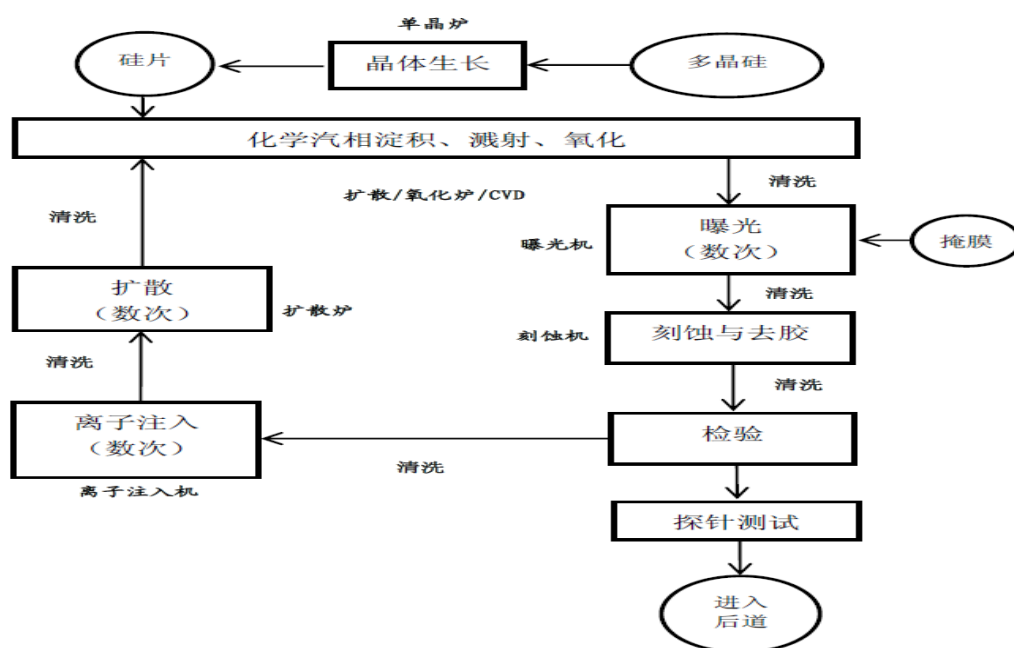 单晶炉
硅片
晶体生长
多晶硅
化学汽相淀积、溅射、氧化
清洗
扩散/氧化炉/CVD
清洗
曝光机
曝光
（数次）
掩膜
扩散
（数次）
扩散炉
清洗
刻蚀机
刻蚀与去胶
清洗
清洗
离子注入
（数次）
离子注入机
清洗
检验
探针测试
进入
后道